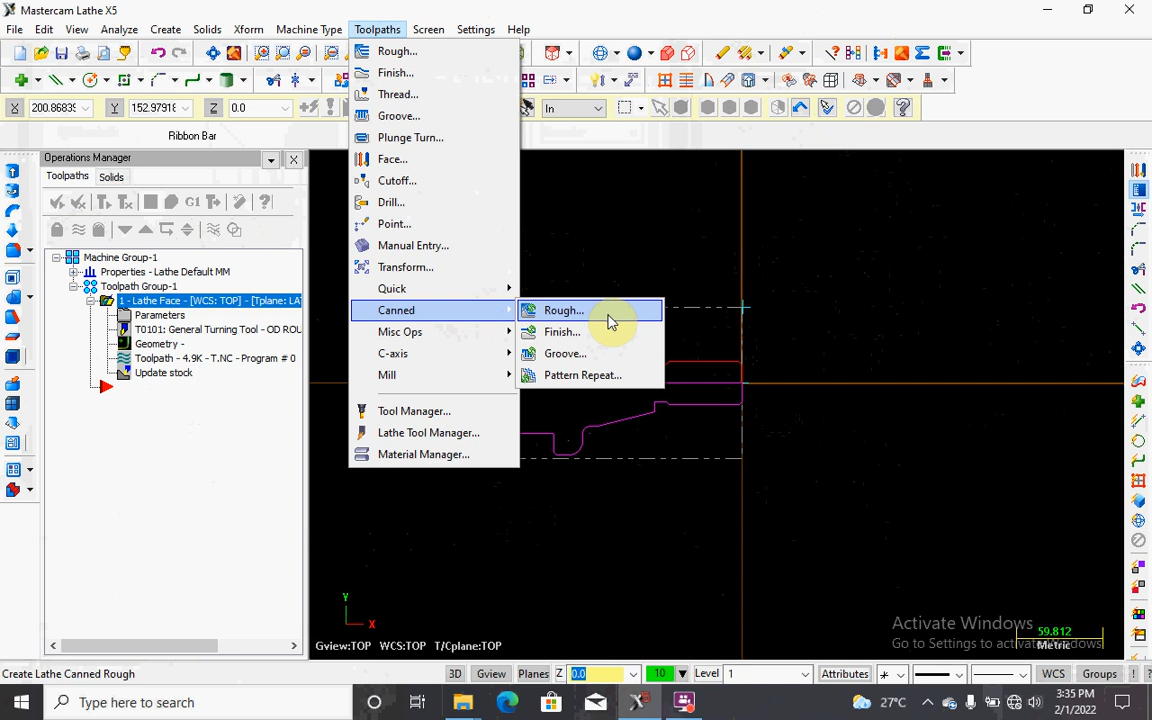 Mastercam Lathe X5
File Edit View Analyze Create Solids Xform Machine Type Toolpaths Screen Settings Help
X 200.8683 Y 152.97918 Z 0.0 In
Ribbon Bar
Operations Manager
Toolpaths Solids
G1
Machine Group-1
Properties - Lathe Default MM
Toolpath Group-1
1 - Lathe Face - [WCS: TOP] - [Tplane: LA
Parameters
T0101: General Turning Tool - OD ROU
Geometry -
Toolpath - 4.9K - T.NC - Program # 0
Update stock
Rough...
Finish...
Thread...
Groove...
Plunge Turn...
Face...
Cutoff...
Drill...
Point...
Manual Entry...
Transform...
Quick
Canned
Misc Ops
C-axis
Mill
Tool Manager...
Lathe Tool Manager...
Material Manager...
Rough...
Finish...
Groove...
Pattern Repeat...
Y
X
Gview:TOP WCS:TOP T/Cplane:TOP
Activate Windows
Go to Settings to activate Windows.
59.812
Metric
Create Lathe Canned Rough
3D Gview Planes Z 0.0 10 Level 1 Attributes WCS Groups ! ?
Type here to search
27°C
3:35 PM
2/1/2022